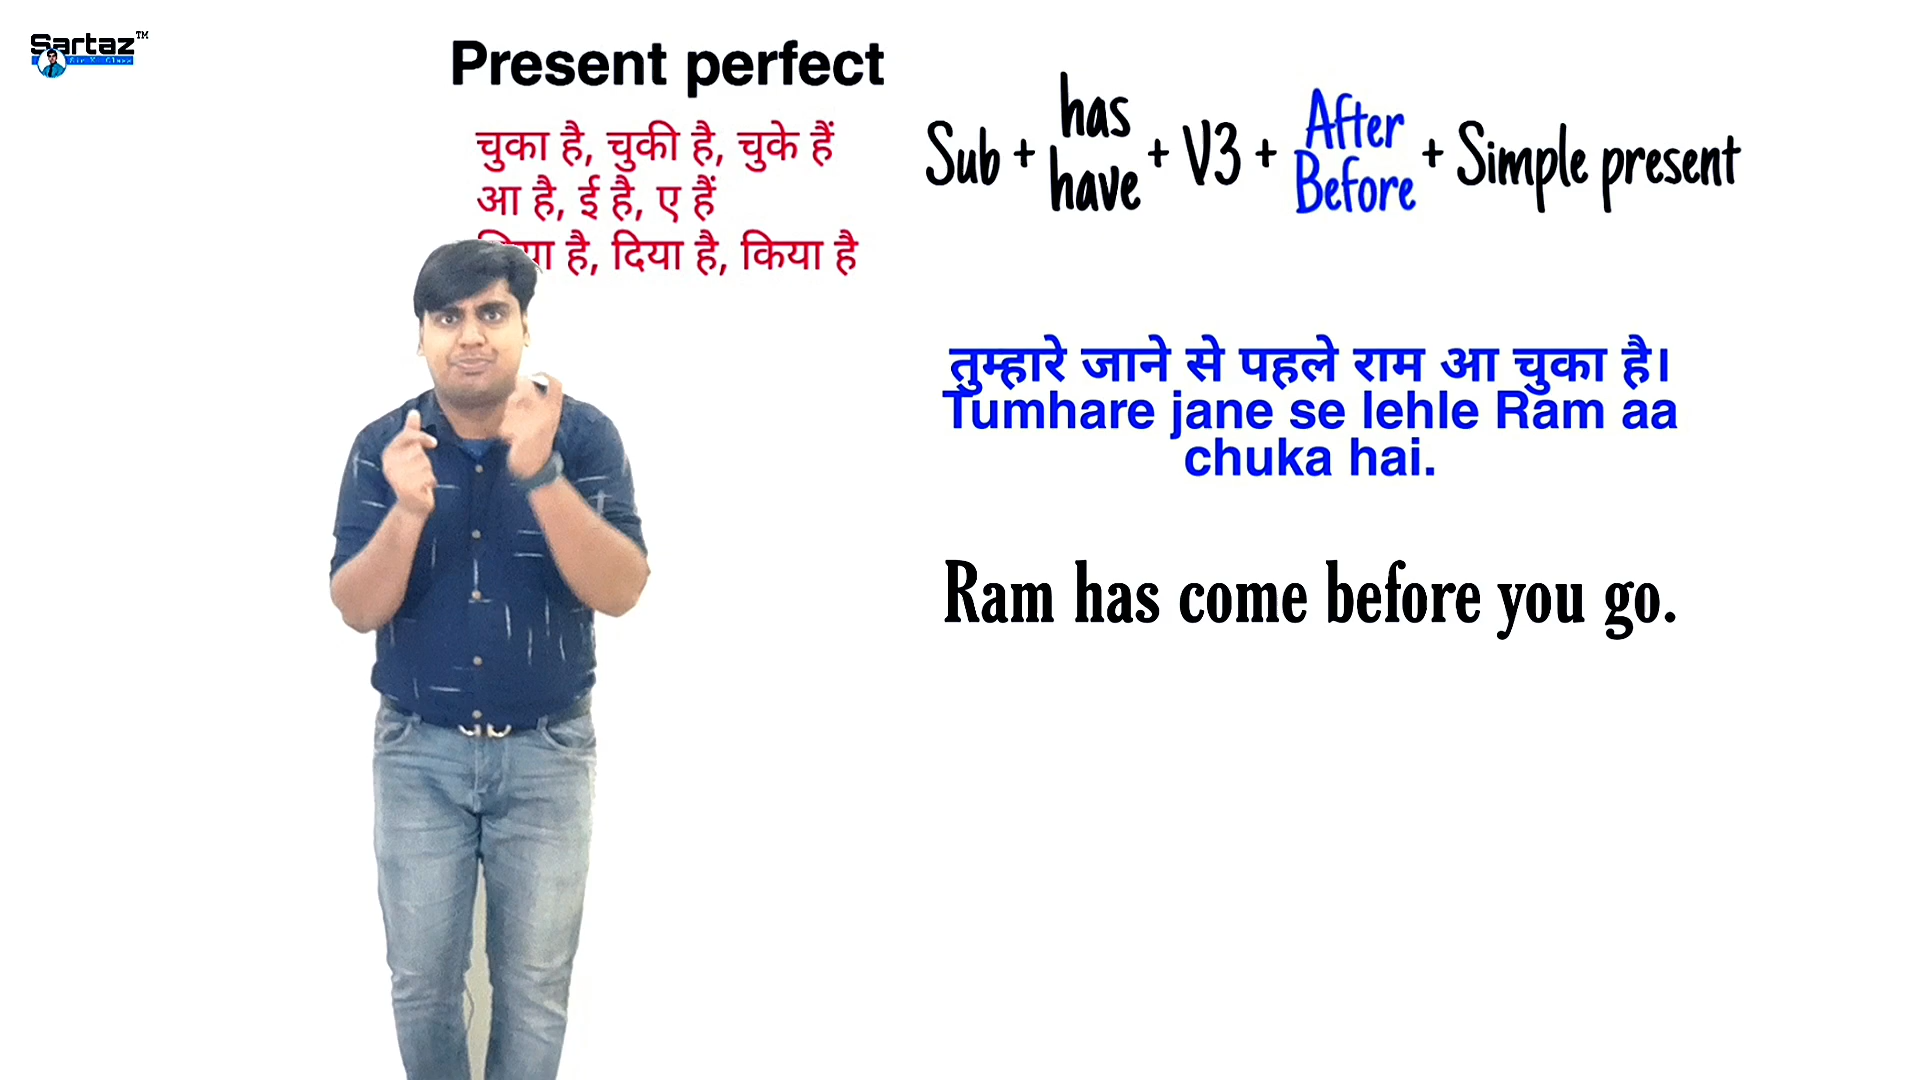 Sartaz™
Present perfect
चुका है, चुकी है, चुके हैं
आ है, ई है, ए हैं
है, दिया है, किया है
Sub + has have + V3 + After Before + Simple present
तुम्हारे जाने से पहले राम आ चुका है।
Tumhare jane se lehle Ram aa
chuka hai.
Ram has come before you go.